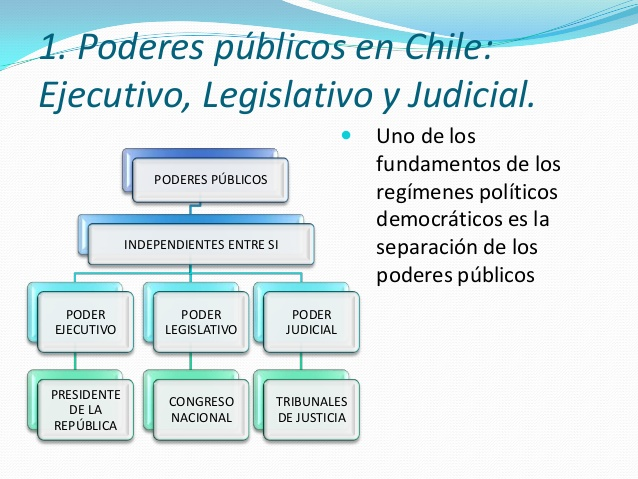 1. Poderes públicos en Chile:
Ejecutivo, Legislativo y Judicial.
PODERES PÚBLICOS
INDEPENDIENTES ENTRE SI
PODER
EJECUTIVO
PODER
LEGISLATIVO
PODER
JUDICIAL
PRESIDENTE
DE LA
REPÚBLICA
CONGRESO
NACIONAL
TRIBUNALES
DE JUSTICIA
Uno de los
fundamentos de los
regímenes políticos
democráticos es la
separación de los
poderes públicos